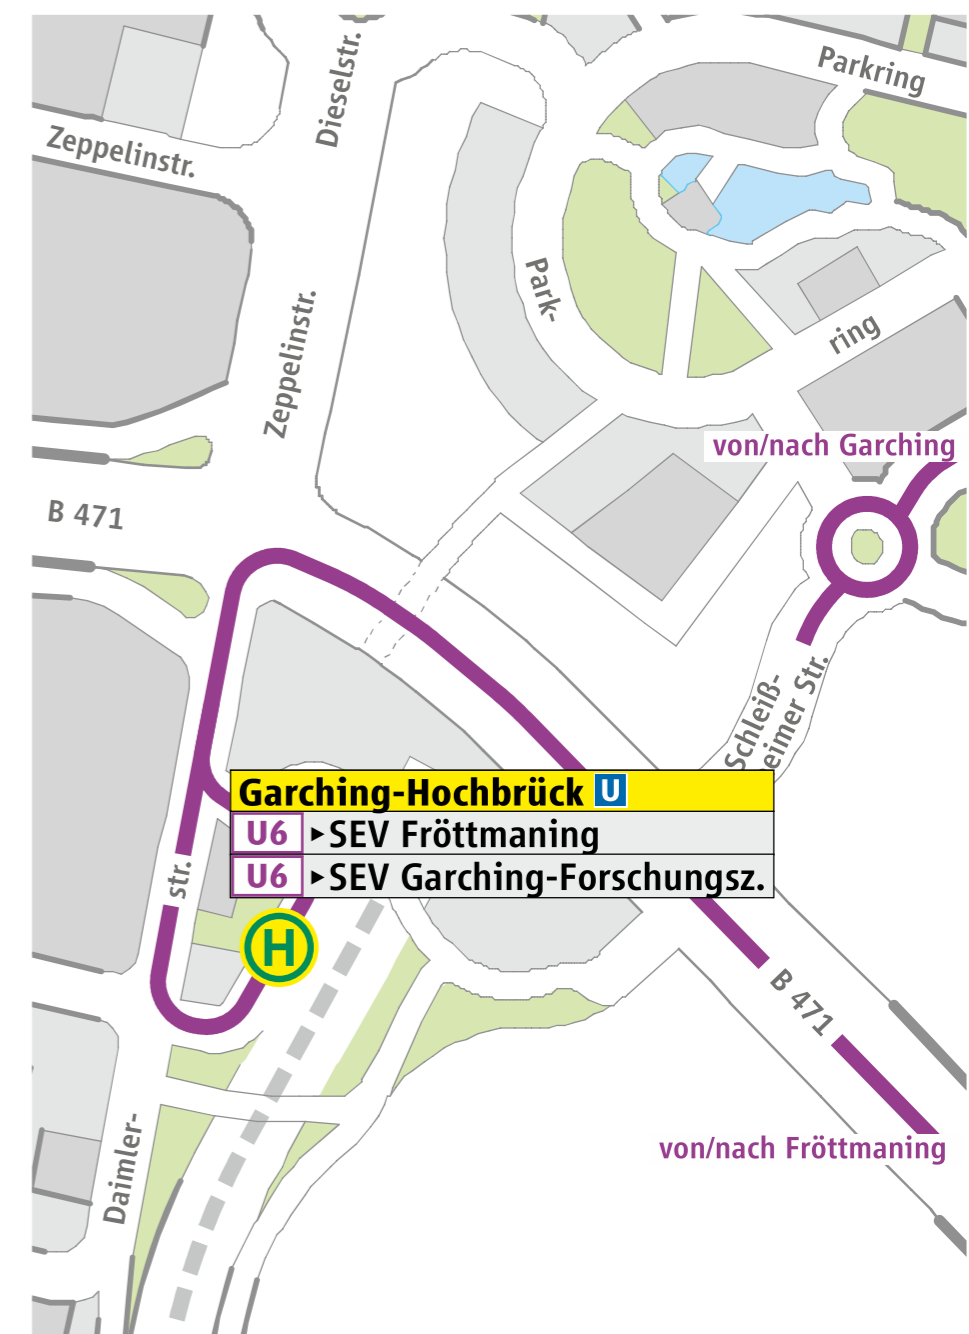 Parkring
Dieselstr.
Zeppelinstr.
Park-
ring
Zeppelinstr.
von/nach Garching
B 471
Schleiß-
heimer Str.
Garching-Hochbrück U
U6 ▸SEV Fröttmaning
U6 ▸SEV Garching-Forschungsz.
str.
H
B 471
Daimler-
von/nach Fröttmaning